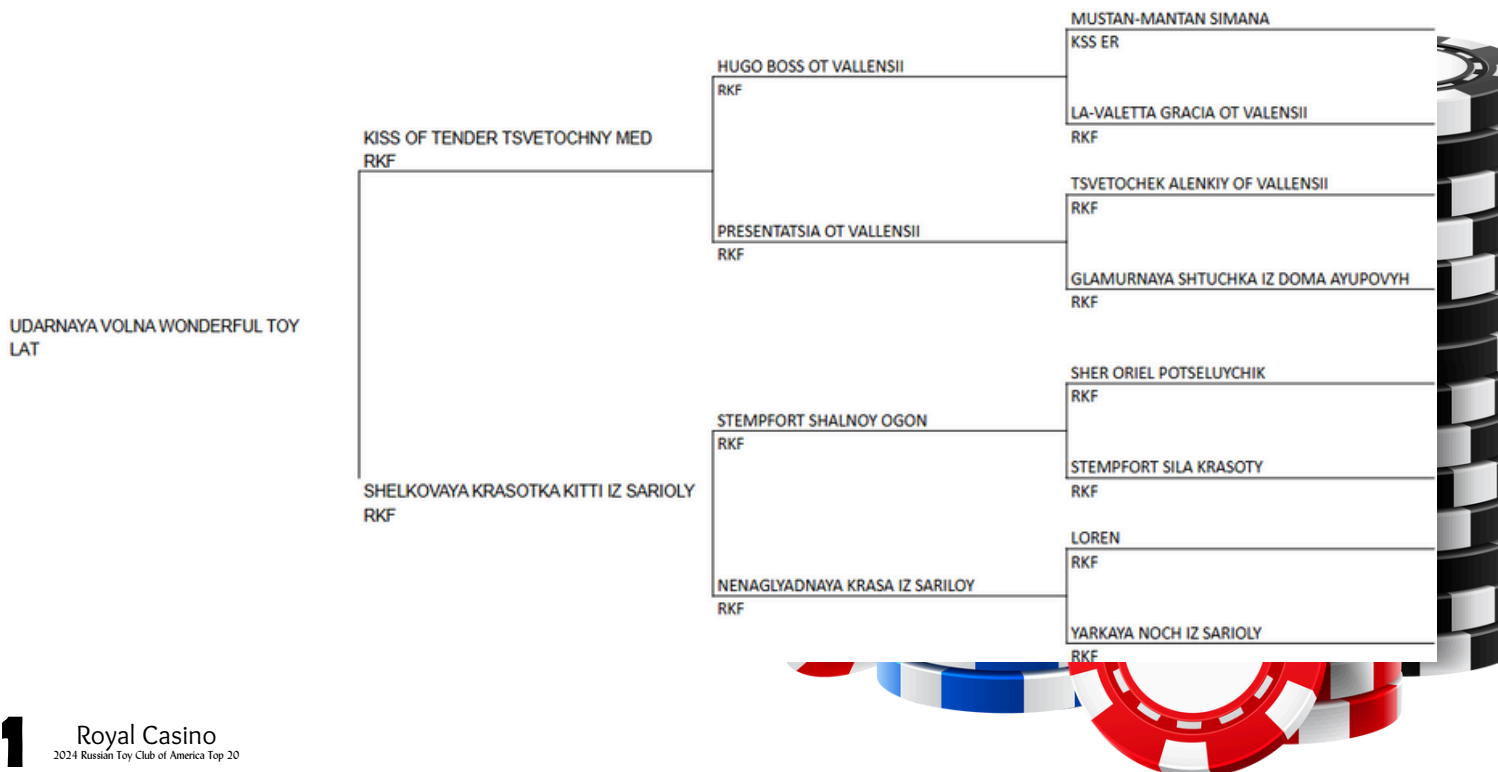 MUSTAN-MANTAN SIMANA
KSS ER
HUGO BOSS OT VALLENSII
RKF
LA-VALETTA GRACIA OT VALENSII
RKF
KISS OF TENDER TSVETOCHNY MED
RKF
TSVETOCHEK ALENKIY OF VALLENSII
RKF
PRESENTATSIA OT VALLENSII
RKF
GLAMURNAYA SHTUCHKA IZ DOMA AYUPOVYH
RKF
UDARNAYA VOLNA WONDERFUL TOY
LAT
SHER ORIEL POTSELUYCHIK
RKF
STEMPFORT SHALNOY OGON
RKF
STEMPFORT SILA KRASOTY
RKF
SHELKOVAYA KRASOTKA KITTI IZ SARIOLY
RKF
LOREN
RKF
NENAGLYADNAYA KRASA IZ SARILOY
RKF
YARKAYA NOCH IZ SARIOLY
RKF
1
Royal Casino
2024 Russian Toy Club of America Top 20